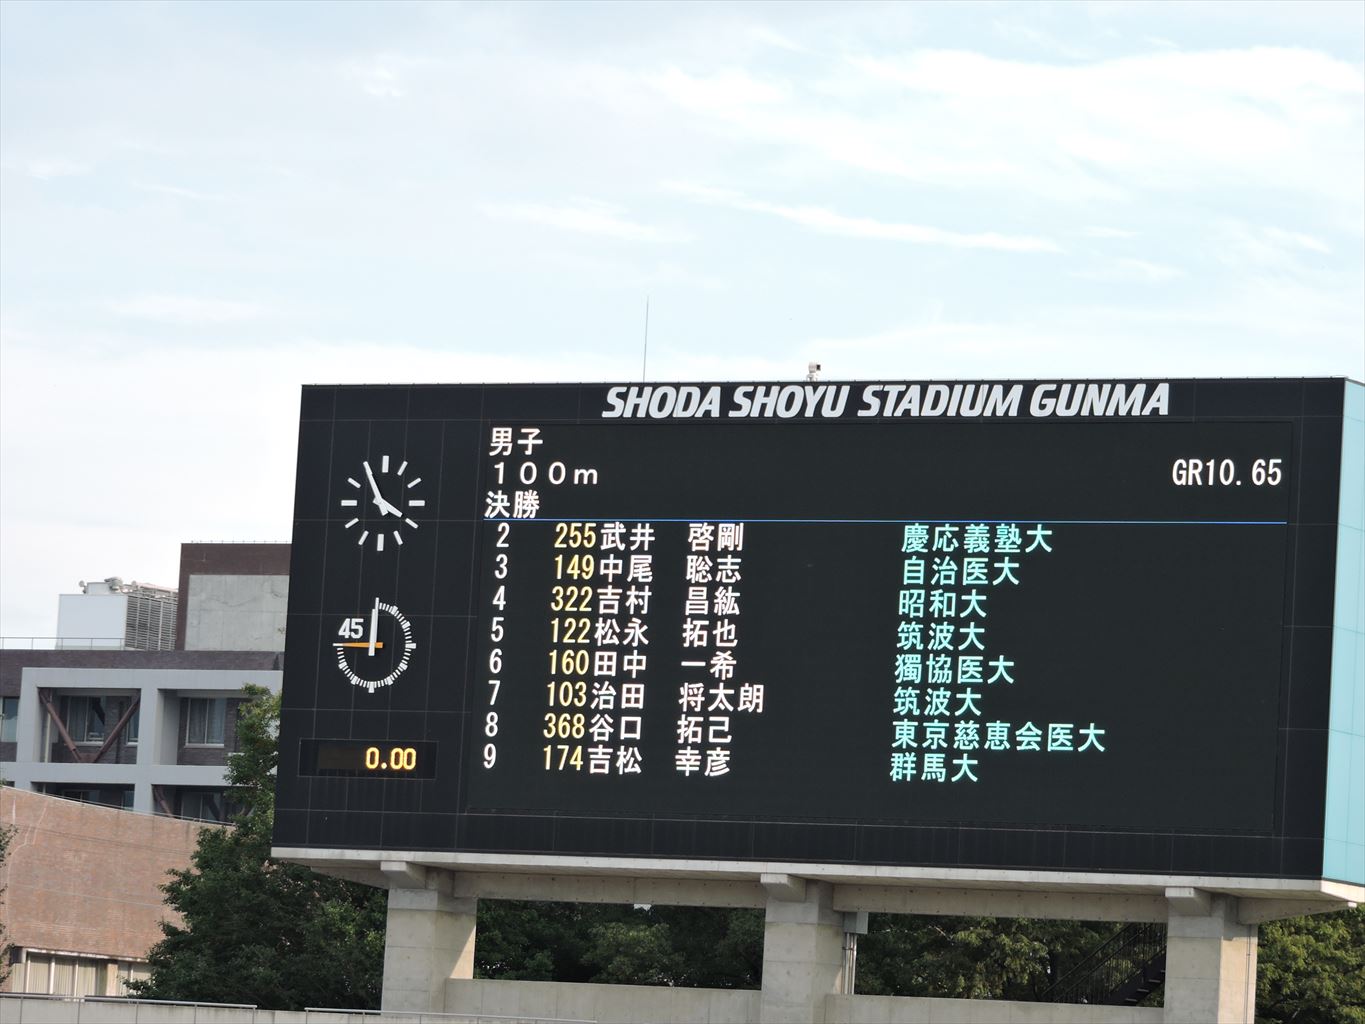 SHODA SHOYU STADIUM GUNMA
男子
１００ｍ
GR10.65
決勝
2 255 武井 啓剛 慶応義塾大
3 149 中尾 聡志 自治医大
4 322 吉村 昌紘 昭和大
5 122 松永 拓也 筑波大
6 160 田中 一希 獨協医大
7 103 治田 将太朗 筑波大
8 368 谷口 拓己 東京慈恵会医大
9 174 吉松 幸彦 群馬大
45
0.00